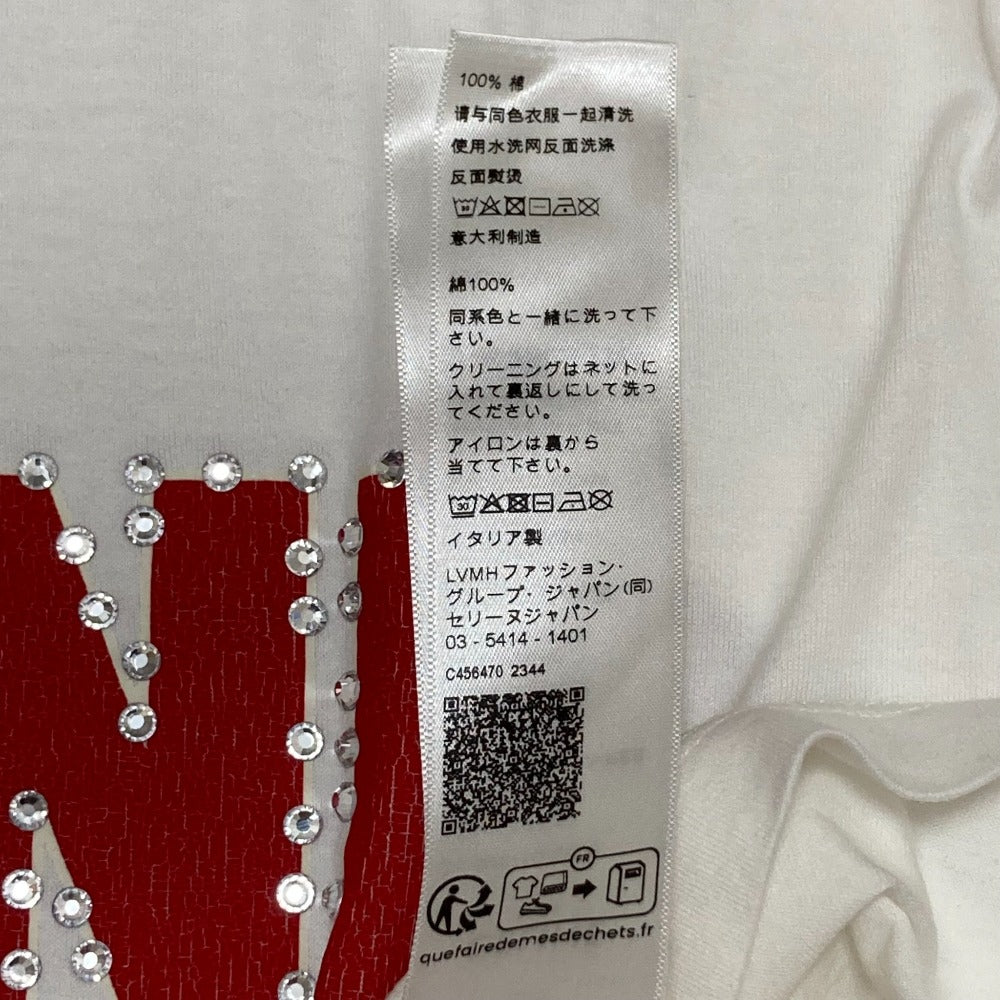 100% 棉
请与同色衣服一起清洗
使用水洗网反面洗涤
反面熨烫
30
意大利制造
綿100%
同系色と一緒に洗って下
さい。
クリーニングはネットに
入れて裏返しにして洗っ
てください。
アイロンは裏から
当てて下さい。
30
イタリア製
LVMHファッション・
グループ・ジャパン(同)
セリーヌジャパン
03 - 5414 - 1401
C456470 2344
FR
quefairedemesdechets.fr